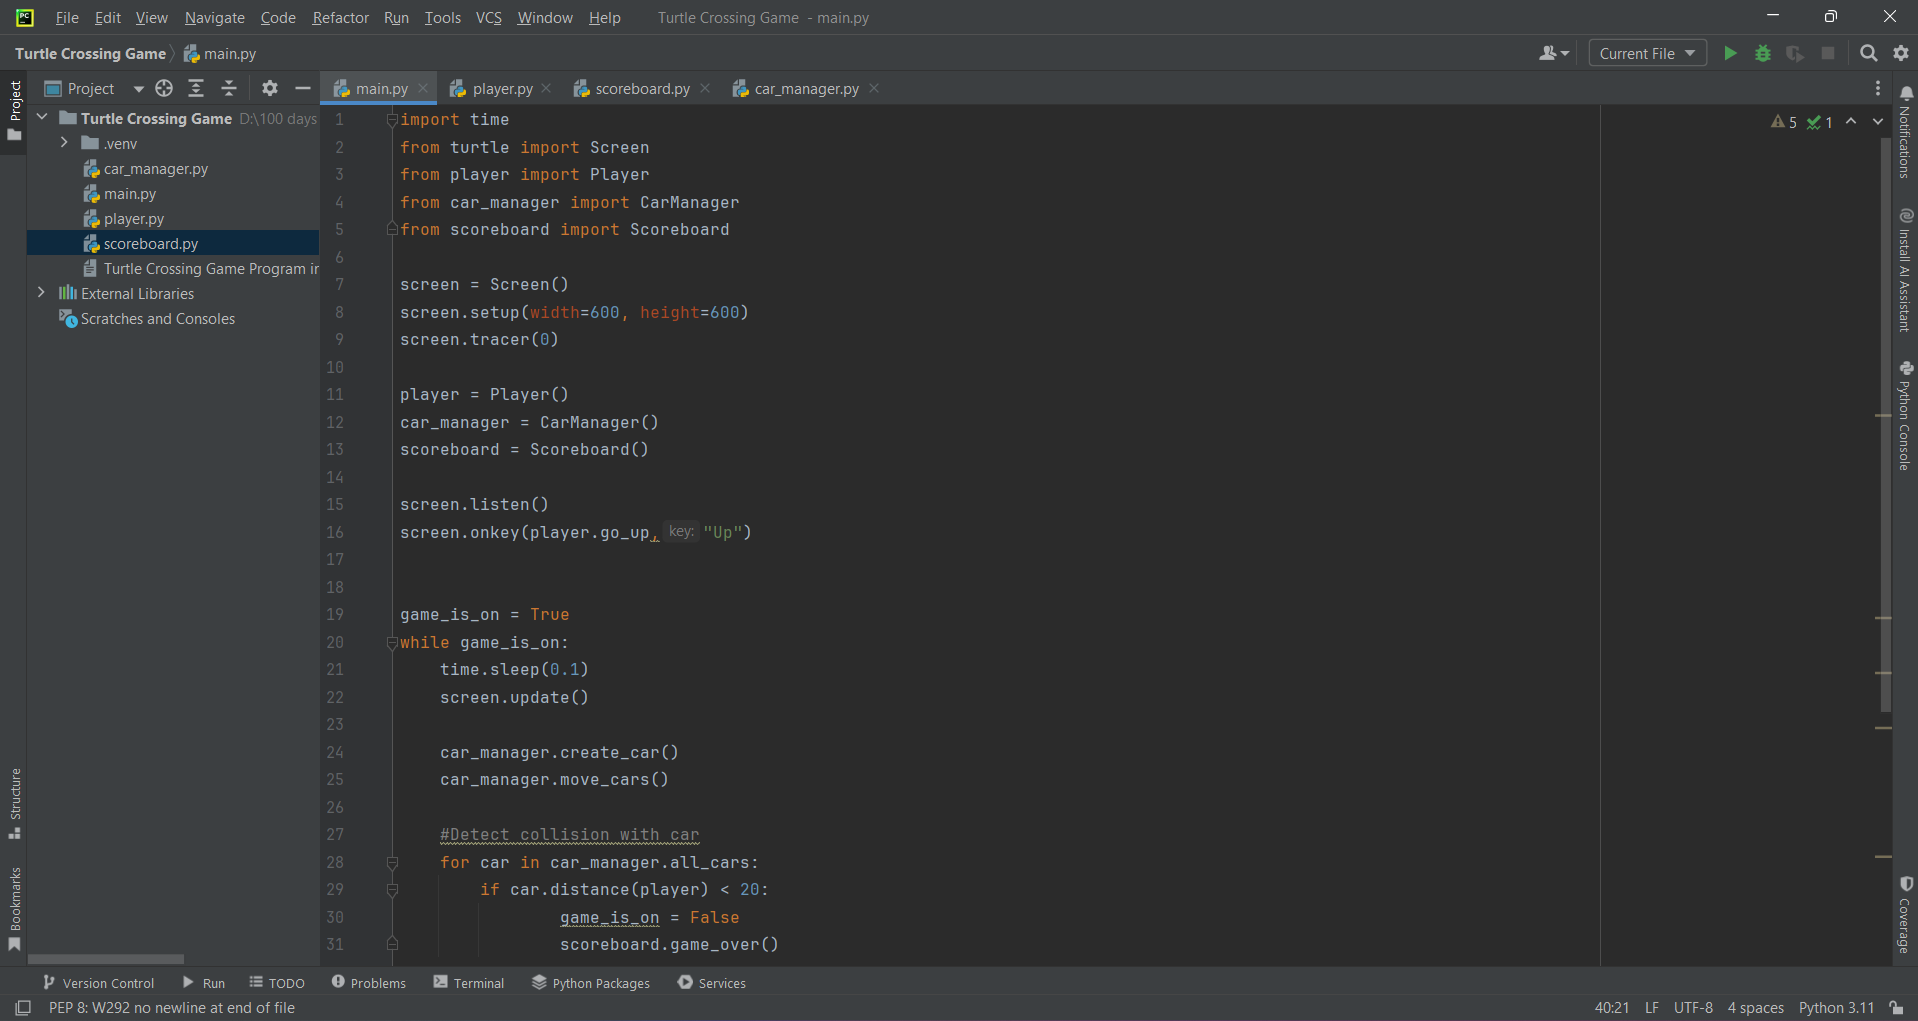 PC File Edit View Navigate Code Refactor Run Tools VCS Window Help Turtle Crossing Game - main.py
Turtle Crossing Game main.py Current File
Project main.py player.py scoreboard.py car_manager.py
Project
Turtle Crossing Game D:\100 days
.venv
car_manager.py
main.py
player.py
scoreboard.py
Turtle Crossing Game Program in
External Libraries
Scratches and Consoles
Structure
Bookmarks
1 import time
2 from turtle import Screen
3 from player import Player
4 from car_manager import CarManager
5 from scoreboard import Scoreboard
6
7 screen = Screen()
8 screen.setup(width=600, height=600)
9 screen.tracer(0)
10
11 player = Player()
12 car_manager = CarManager()
13 scoreboard = Scoreboard()
14
15 screen.listen()
16 screen.onkey(player.go_up, key: "Up")
17
18
19 game_is_on = True
20 while game_is_on:
21 time.sleep(0.1)
22 screen.update()
23
24 car_manager.create_car()
25 car_manager.move_cars()
26
27 #Detect collision with car
28 for car in car_manager.all_cars:
29 if car.distance(player) < 20:
30 game_is_on = False
31 scoreboard.game_over()
5 1
Notifications
Install AI Assistant
Python Console
Coverage
Version Control Run TODO Problems Terminal Python Packages Services
PEP 8: W292 no newline at end of file 40:21 LF UTF-8 4 spaces Python 3.11